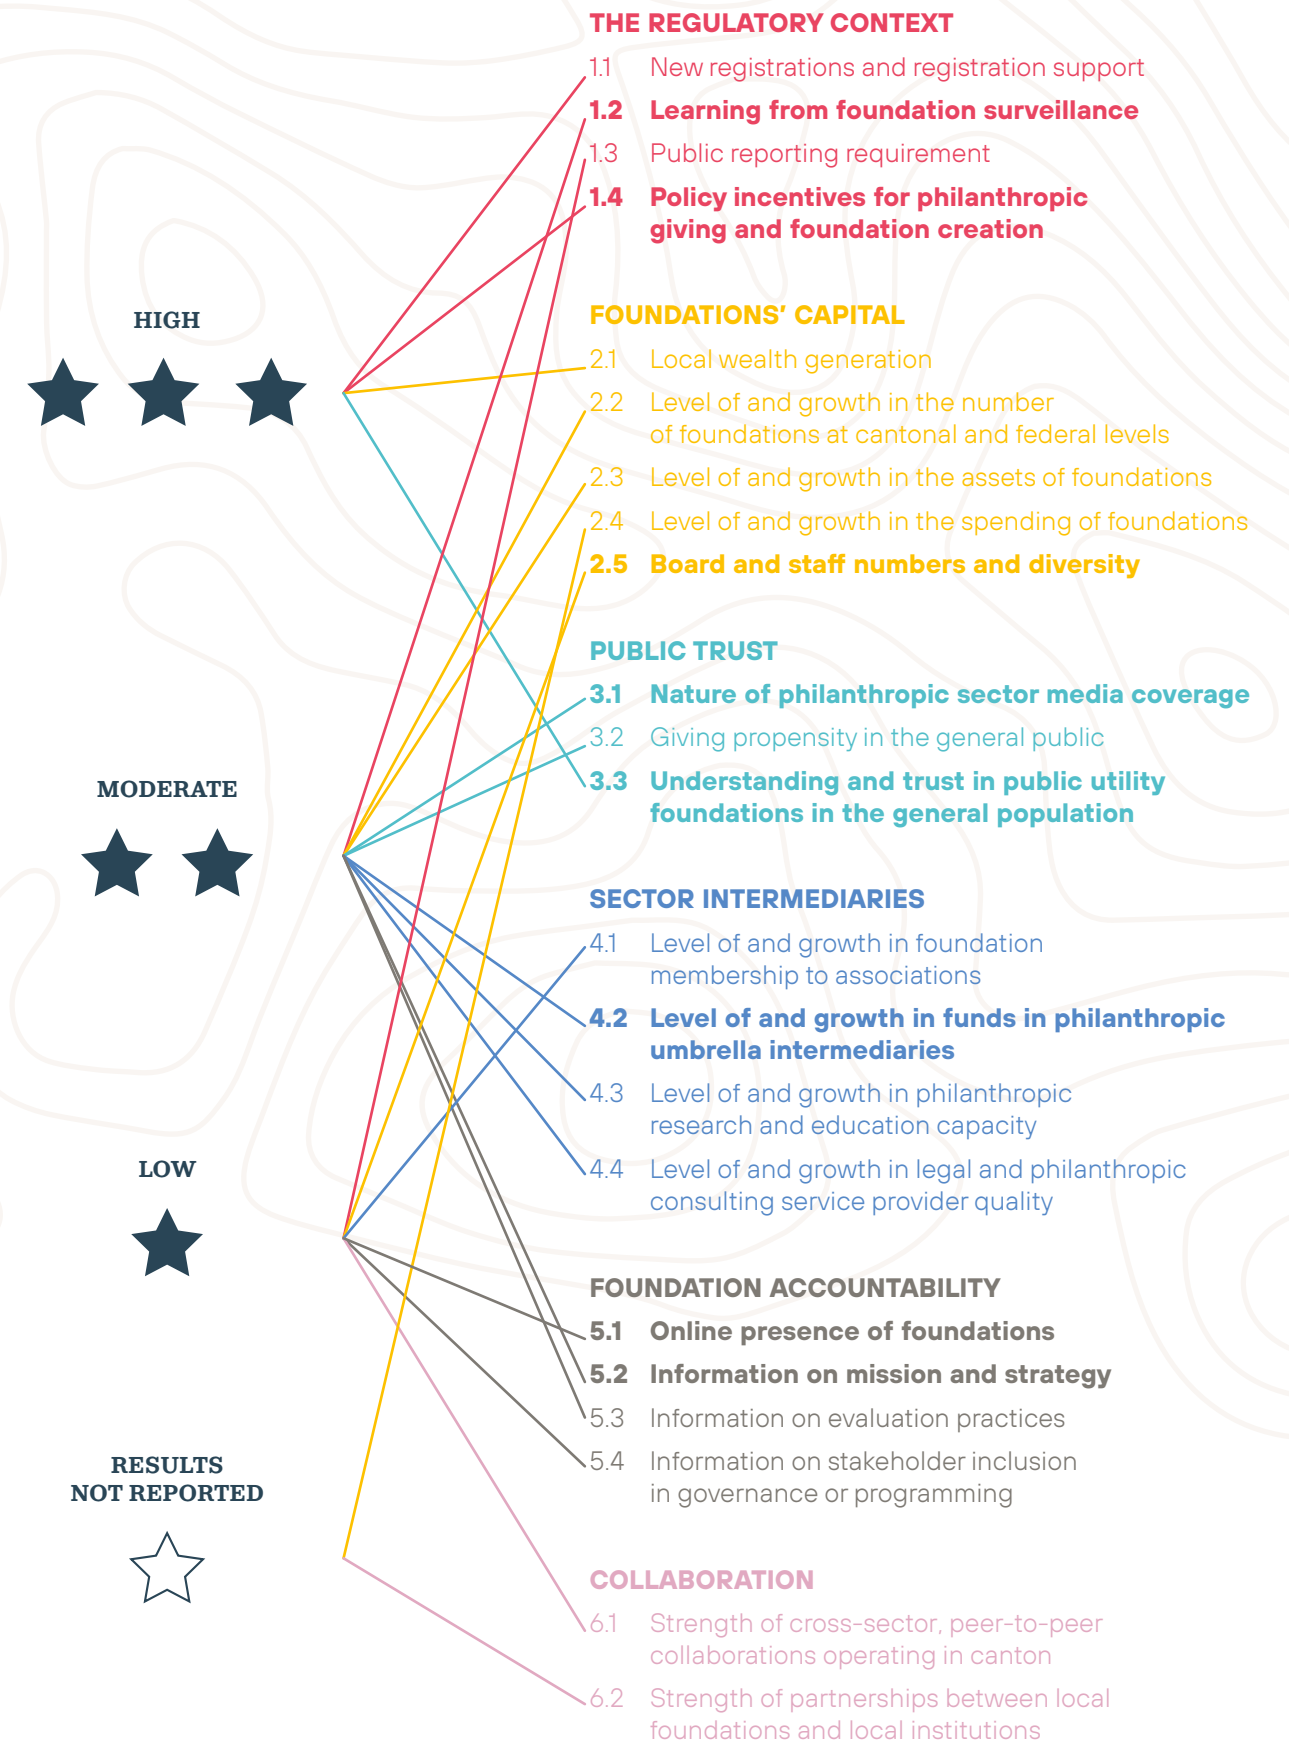 THE REGULATORY CONTEXT
1.1 New registrations and registration support
1.2 Learning from foundation surveillance
1.3 Public reporting requirement
1.4 Policy incentives for philanthropic
giving and foundation creation
HIGH
FOUNDATIONS’ CAPITAL
2.1 Local wealth generation
2.2 Level of and growth in the number
of foundations at cantonal and federal levels
2.3 Level of and growth in the assets of foundations
2.4 Level of and growth in the spending of foundations
2.5 Board and staff numbers and diversity
PUBLIC TRUST
3.1 Nature of philanthropic sector media coverage
3.2 Giving propensity in the general public
3.3 Understanding and trust in public utility
foundations in the general population
MODERATE
SECTOR INTERMEDIARIES
4.1 Level of and growth in foundation
membership to associations
4.2 Level of and growth in funds in philanthropic
umbrella intermediaries
4.3 Level of and growth in philanthropic
research and education capacity
4.4 Level of and growth in legal and philanthropic
consulting service provider quality
LOW
FOUNDATION ACCOUNTABILITY
5.1 Online presence of foundations
5.2 Information on mission and strategy
5.3 Information on evaluation practices
5.4 Information on stakeholder inclusion
in governance or programming
RESULTS
NOT REPORTED
COLLABORATION
6.1 Strength of cross-sector, peer-to-peer
collaborations operating in canton
6.2 Strength of partnerships between local
foundations and local institutions